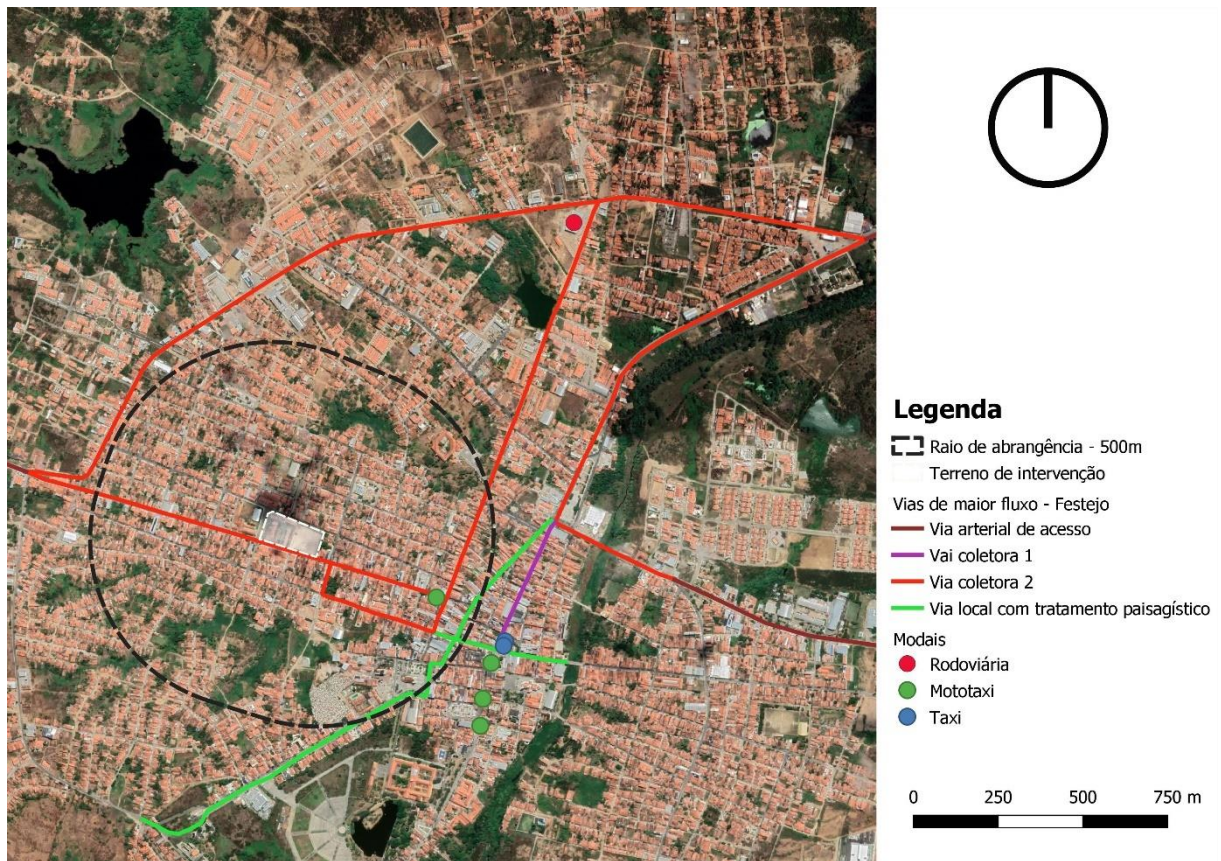 Legenda
Raio de abrangência - 500m
Terreno de intervenção
Vias de maior fluxo - Festejo
Via arterial de acesso
Vai coletora 1
Via coletora 2
Via local com tratamento paisagístico
Modais
Rodoviária
Mototaxi
Taxi
0 250 500 750 m